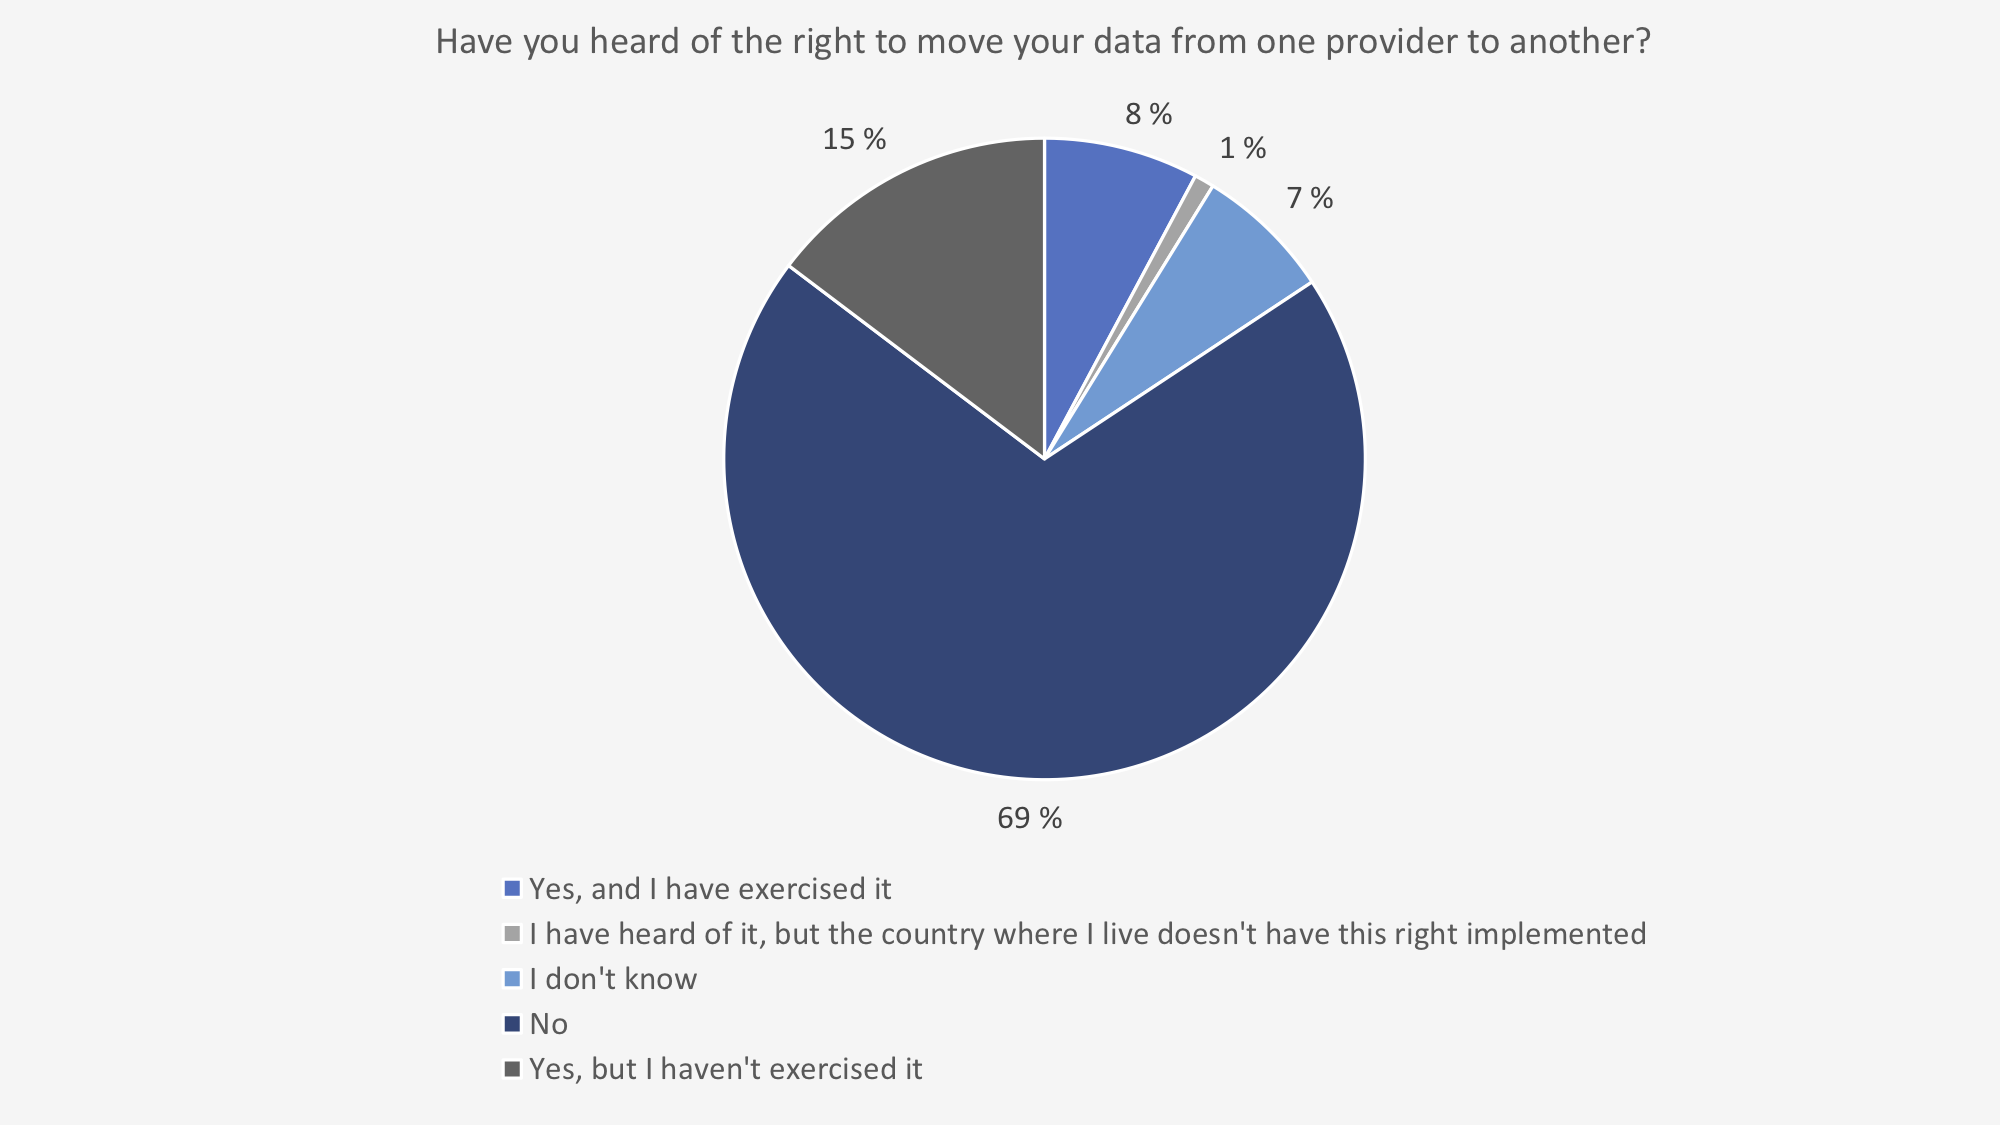 Have you heard of the right to move your data from one provider to another?
8 %
15 %
1 %
7 %
69 %
Yes, and I have exercised it
I have heard of it, but the country where I live doesn't have this right implemented
I don't know
No
Yes, but I haven't exercised it